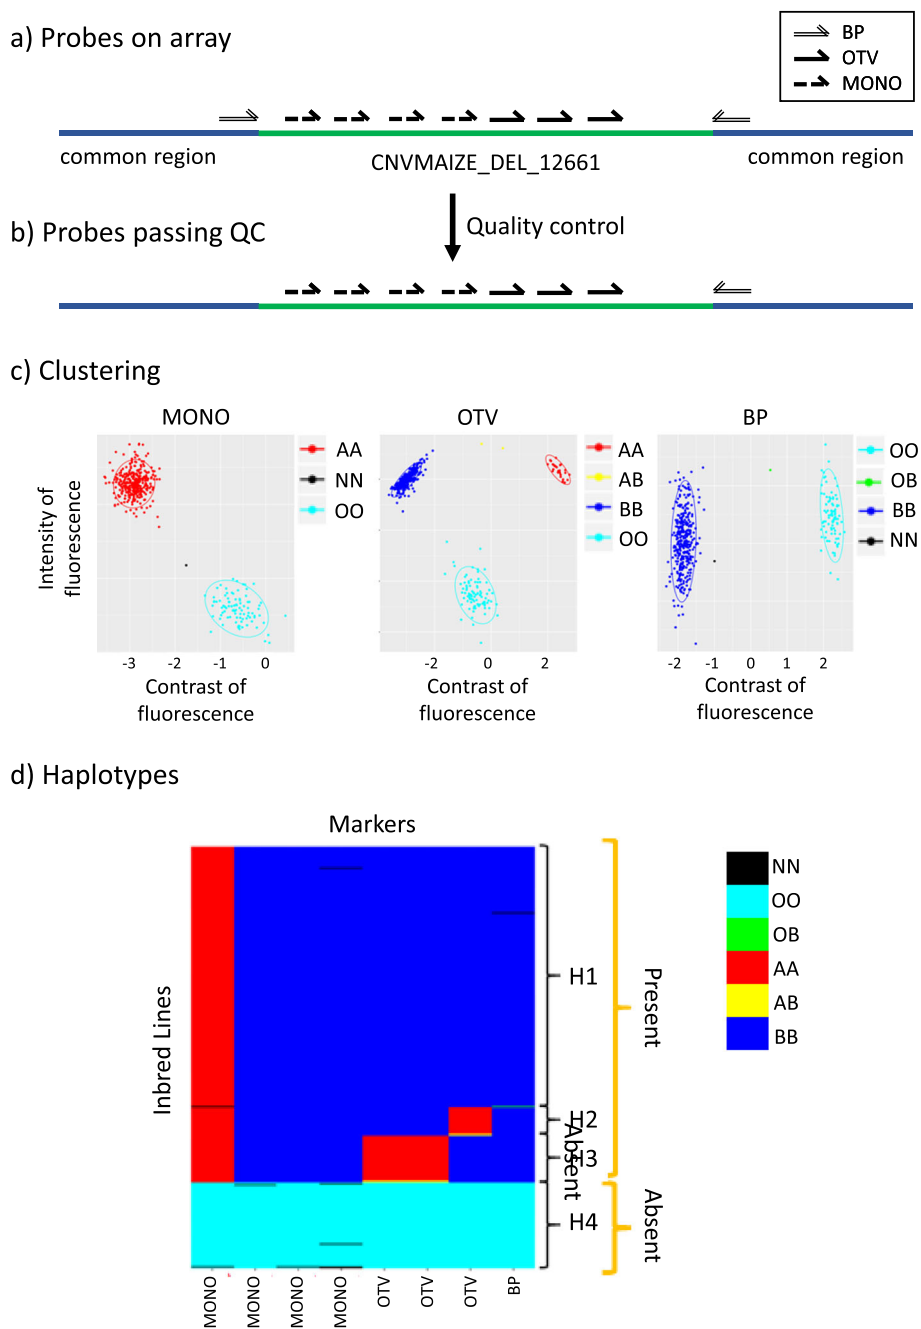 a) Probes on array
BP
OTV
MONO
common region
CNVMAIZE_DEL_12661
common region
Quality control
b) Probes passing QC
c) Clustering
MONO
OTV
BP
Intensity of
fluorescence
AA
NN
OO
AA
AB
BB
OO
OO
OB
BB
NN
-3
-2
-1
0
-2
0
2
-2
-1
0
1
2
Contrast of
fluorescence
Contrast of
fluorescence
Contrast of
fluorescence
d) Haplotypes
Markers
Inbred Lines
H1
H2
H3
H4
Absent
Present
Absent
NN
OO
OB
AA
AB
BB
MONO
MONO
MONO
MONO
OTV
OTV
OTV
BP